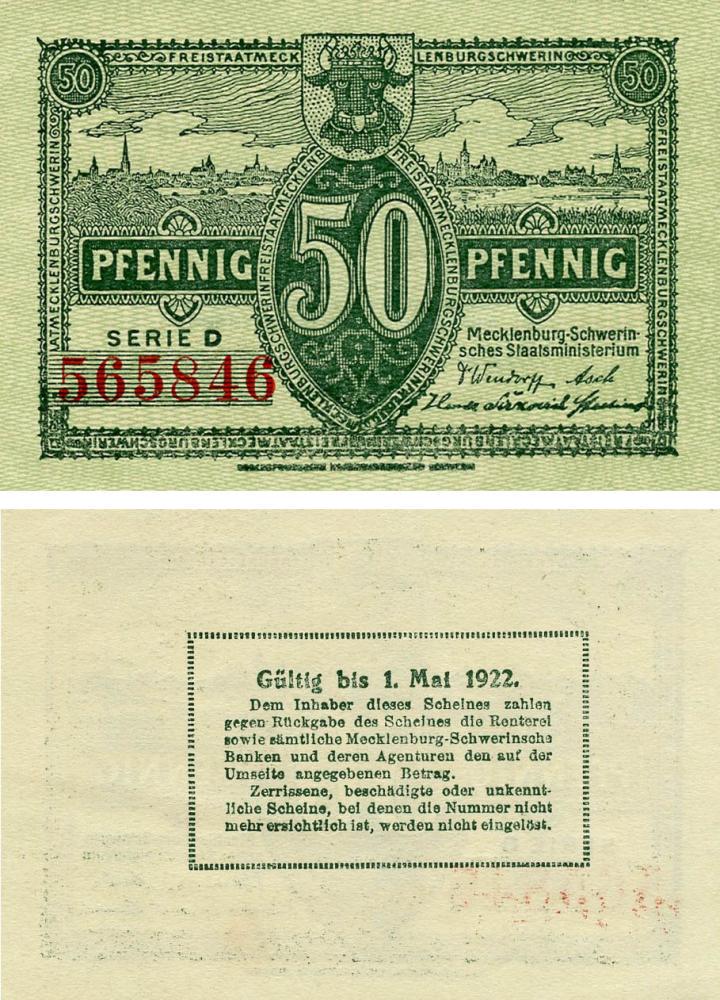 50
FREISTAATMECKLENBURGSCHWERIN
50
FREISTAATMECKLENBURGSCHWERIN
FREISTAATMECKLENBURGSCHWERIN
50
PFENNIG
PFENNIG
SERIE D
565846
Mecklenburg-Schwerin-
sches Staatsministerium
Gültig bis 1. Mai 1922.
Dem Inhaber dieses Scheines zahlen
gegen Rückgabe des Scheines die Renterei
sowie sämtliche Mecklenburg-Schwerinsche
Banken und deren Agenturen den auf der
Umseite angegebenen Betrag.
Zerrissene, beschädigte oder unkennt-
liche Scheine, bei denen die Nummer nicht
mehr ersichtlich ist, werden nicht eingelöst.